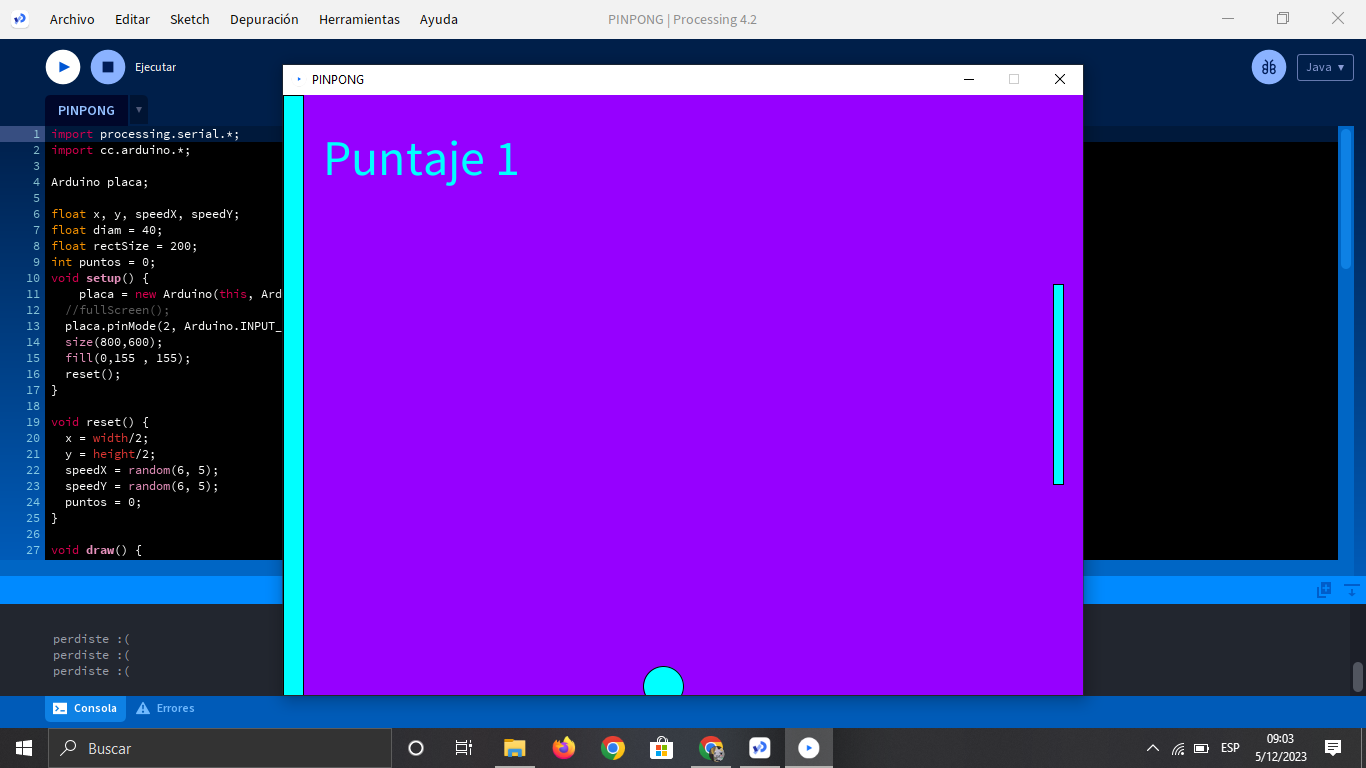 Archivo Editar Sketch Depuración Herramientas Ayuda PINPONG | Processing 4.2
Ejecutar
Java
PINPONG
PINPONG
Puntaje 1
1 import processing.serial.*;
2 import cc.arduino.*;
3
4 Arduino placa;
5
6 float x, y, speedX, speedY;
7 float diam = 40;
8 float rectSize = 200;
9 int puntos = 0;
10 void setup() {
11 placa = new Arduino(this, Ard
12 //fullScreen();
13 placa.pinMode(2, Arduino.INPUT_
14 size(800,600);
15 fill(0,155 , 155);
16 reset();
17 }
18
19 void reset() {
20 x = width/2;
21 y = height/2;
22 speedX = random(6, 5);
23 speedY = random(6, 5);
24 puntos = 0;
25 }
26
27 void draw() {
perdiste :(
perdiste :(
perdiste :(
Consola Errores
Buscar
ESP
09:03
5/12/2023